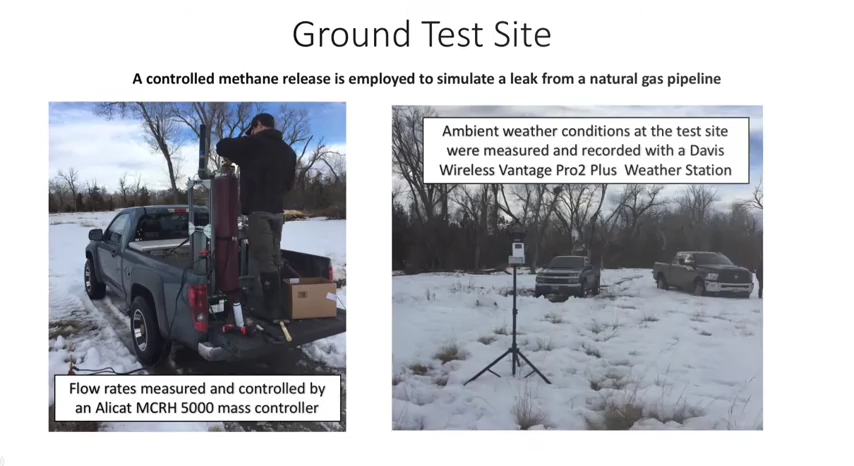 Ground Test Site
A controlled methane release is employed to simulate a leak from a natural gas pipeline
Ambient weather conditions at the test site
were measured and recorded with a Davis
Wireless Vantage Pro2 Plus Weather Station
Flow rates measured and controlled by
an Alicat MCRH 5000 mass controller